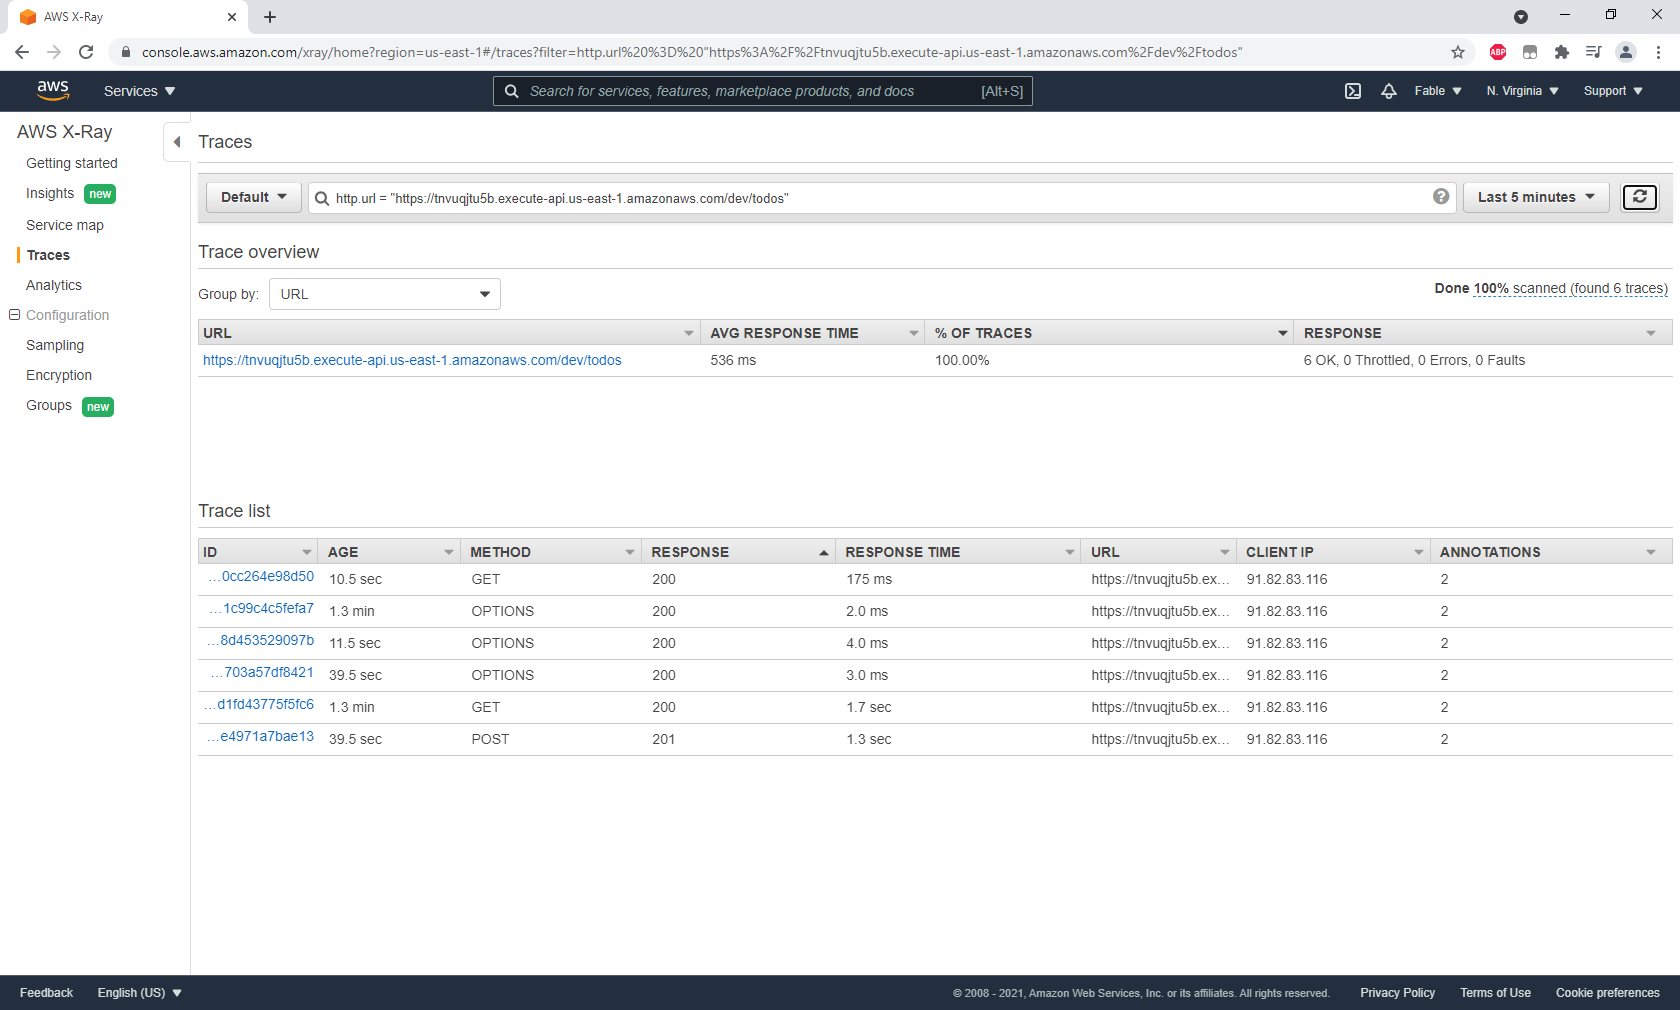 AWS X-Ray
console.aws.amazon.com/xray/home?region=us-east-1#/traces?filter=http.url%20%3D%20"https%3A%2F%2Ftnvuqjtu5b.execute-api.us-east-1.amazonaws.com%2Fdev%2Ftodos"
ABP
aws Services Search for services, features, marketplace products, and docs [Alt+S] Fable N. Virginia Support
AWS X-Ray
Getting started
Insights new
Service map
Traces
Analytics
Configuration
Sampling
Encryption
Groups new
Traces
Default http.url = "https://tnvuqjtu5b.execute-api.us-east-1.amazonaws.com/dev/todos" ? Last 5 minutes
Trace overview
Group by: URL Done 100% scanned (found 6 traces)
URL AVG RESPONSE TIME % OF TRACES RESPONSE
https://tnvuqjtu5b.execute-api.us-east-1.amazonaws.com/dev/todos 536 ms 100.00% 6 OK, 0 Throttled, 0 Errors, 0 Faults
Trace list
ID AGE METHOD RESPONSE RESPONSE TIME URL CLIENT IP ANNOTATIONS
...0cc264e98d50 10.5 sec GET 200 175 ms https://tnvuqjtu5b.ex... 91.82.83.116 2
...1c99c4c5fefa7 1.3 min OPTIONS 200 2.0 ms https://tnvuqjtu5b.ex... 91.82.83.116 2
...8d453529097b 11.5 sec OPTIONS 200 4.0 ms https://tnvuqjtu5b.ex... 91.82.83.116 2
...703a57df8421 39.5 sec OPTIONS 200 3.0 ms https://tnvuqjtu5b.ex... 91.82.83.116 2
...d1fd43775f5fc6 1.3 min GET 200 1.7 sec https://tnvuqjtu5b.ex... 91.82.83.116 2
...e4971a7bae13 39.5 sec POST 201 1.3 sec https://tnvuqjtu5b.ex... 91.82.83.116 2
Feedback English (US) © 2008 - 2021, Amazon Web Services, Inc. or its affiliates. All rights reserved. Privacy Policy Terms of Use Cookie preferences